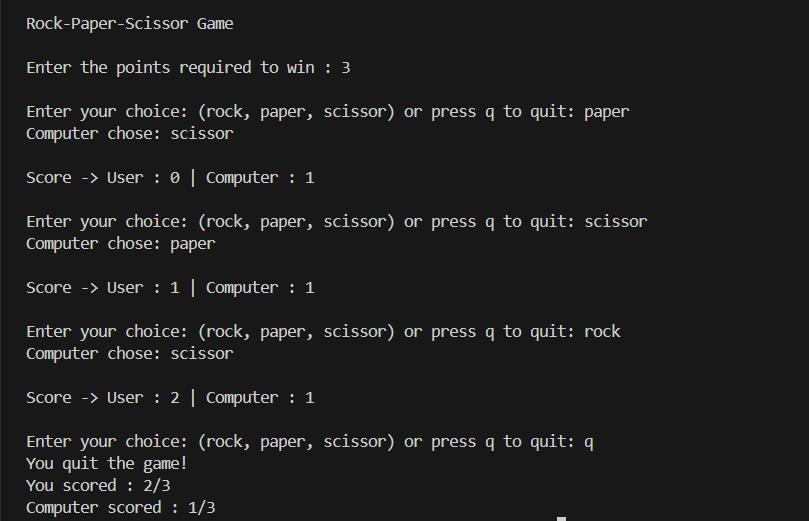 Rock-Paper-Scissor Game
Enter the points required to win : 3
Enter your choice: (rock, paper, scissor) or press q to quit: paper
Computer chose: scissor
Score -> User : 0 | Computer : 1
Enter your choice: (rock, paper, scissor) or press q to quit: scissor
Computer chose: paper
Score -> User : 1 | Computer : 1
Enter your choice: (rock, paper, scissor) or press q to quit: rock
Computer chose: scissor
Score -> User : 2 | Computer : 1
Enter your choice: (rock, paper, scissor) or press q to quit: q
You quit the game!
You scored : 2/3
Computer scored : 1/3